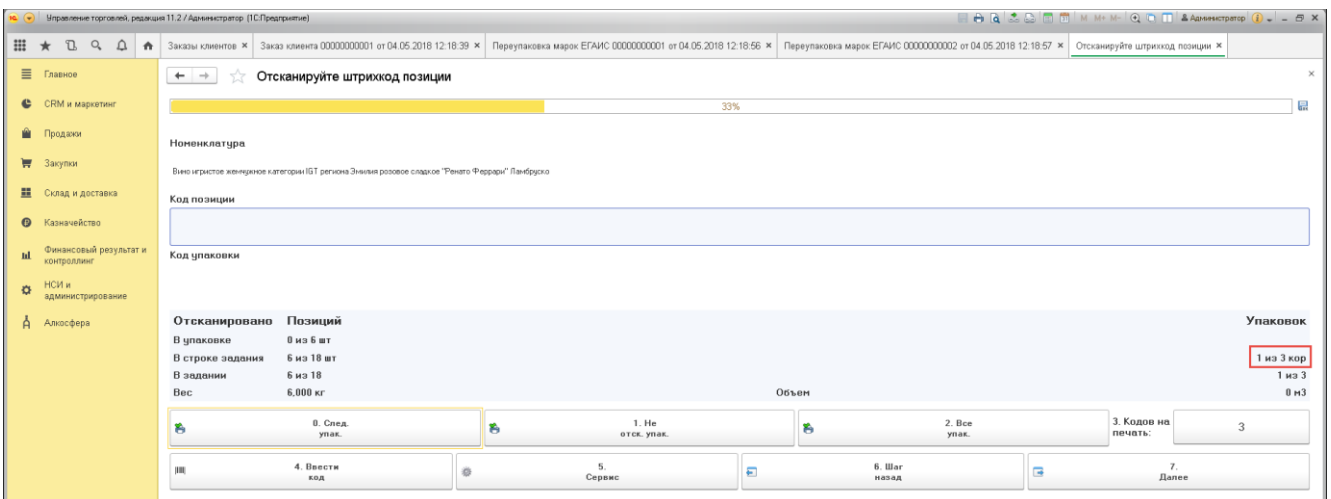 Управление торговлей, редакция 11.2 / Администратор (1С:Предприятие)
M M+ M- Администратор
Заказы клиентов × Заказ клиента 00000000001 от 04.05.2018 12:18:39 × Переупаковка марок ЕГАИС 00000000001 от 04.05.2018 12:18:56 × Переупаковка марок ЕГАИС 00000000002 от 04.05.2018 12:18:57 × Отсканируйте штрихкод позиции ×
Главное
CRM и маркетинг
Продажи
Закупки
Склад и доставка
Казначейство
Финансовый результат и
контроллинг
НСИ и
администрирование
Алкосфера
Отсканируйте штрихкод позиции
33%
Номенклатура
Вино игристое жемчужное категории IGT региона Эмилия розовое сладкое "Ренато Феррари" Ламбруско
Код позиции
Код упаковки
Отсканировано Позиций Упаковок
В упаковке 0 из 6 шт
В строке задания 6 из 18 шт 1 из 3 кор
В задании 6 из 18 1 из 3
Вес 6,000 кг Объем 0 м3
0. След.
упак.
1. Не
отск. упак.
2. Все
упак.
3. Кодов на
печать:
3
4. Ввести
код
5.
Сервис
6. Шаг
назад
7.
Далее